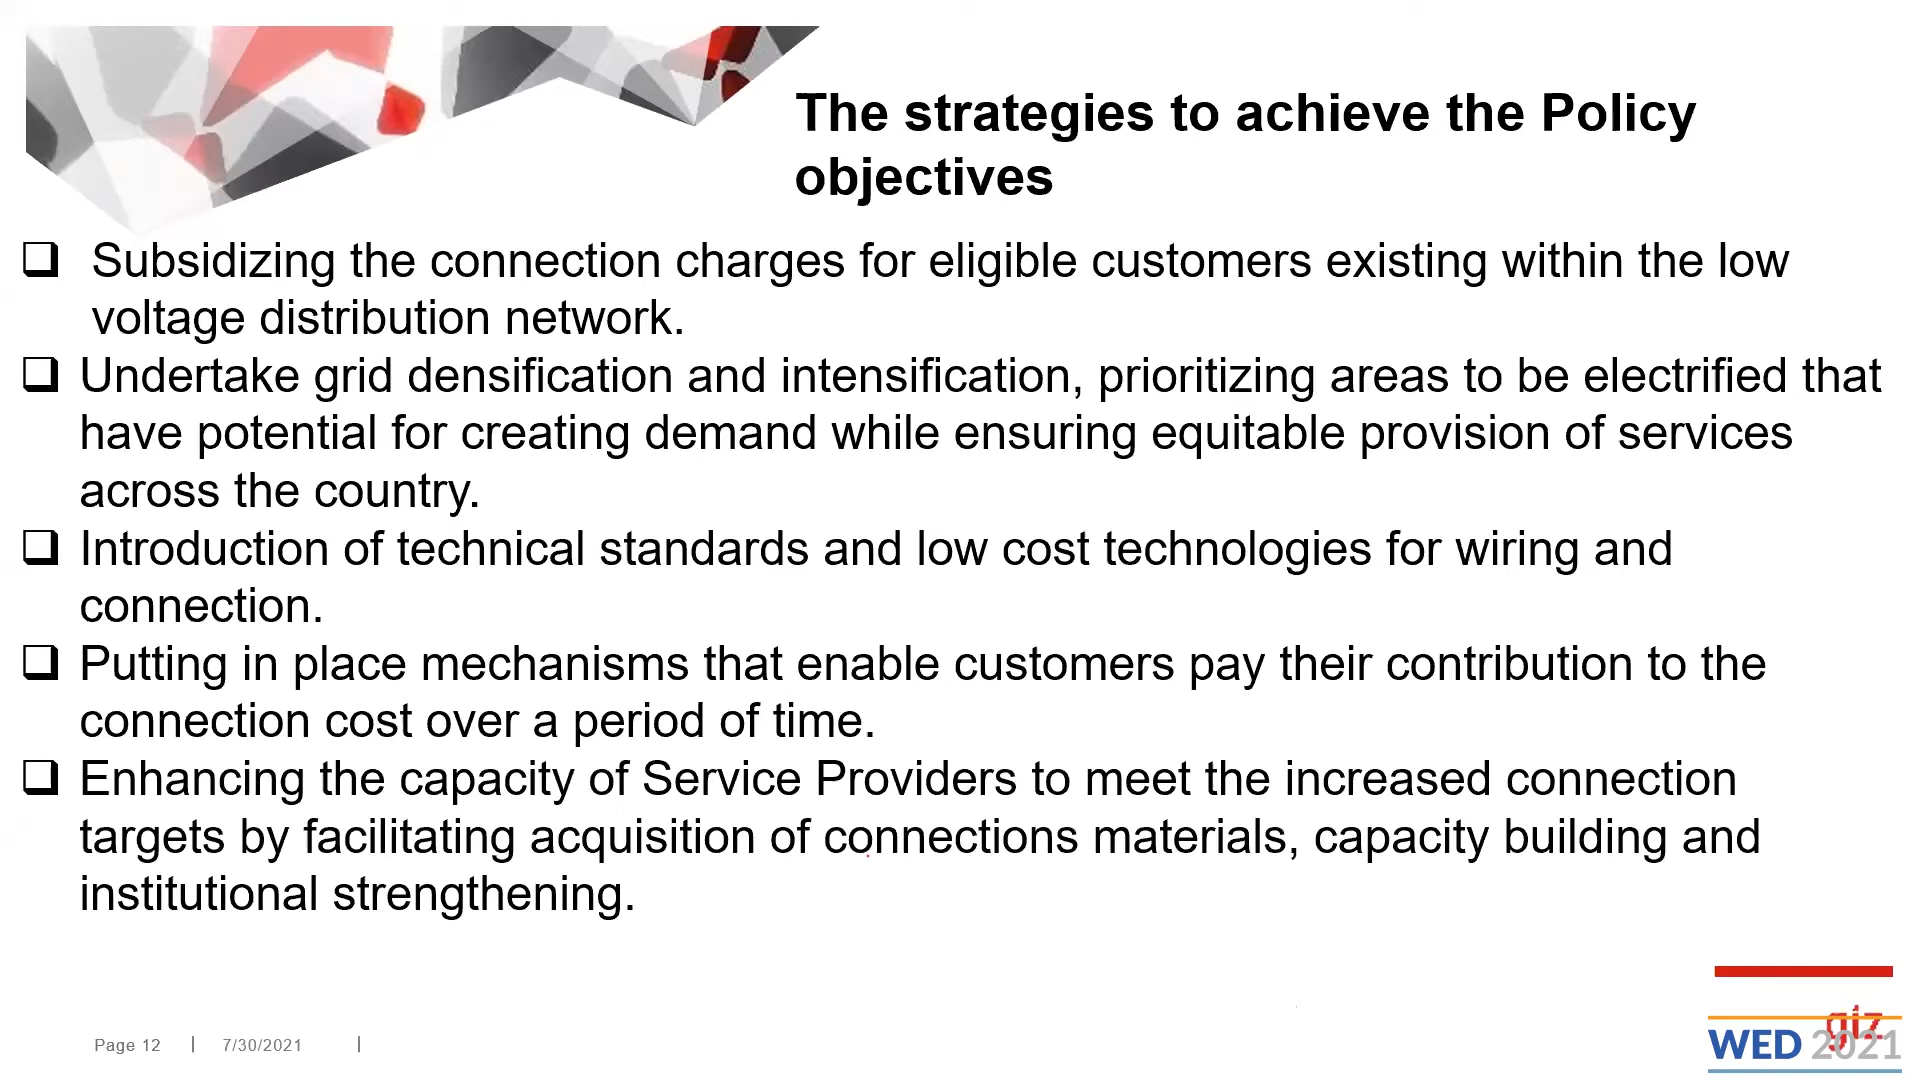 The strategies to achieve the Policy
objectives
❑ Subsidizing the connection charges for eligible customers existing within the low
voltage distribution network.
❑ Undertake grid densification and intensification, prioritizing areas to be electrified that
have potential for creating demand while ensuring equitable provision of services
across the country.
❑ Introduction of technical standards and low cost technologies for wiring and
connection.
❑ Putting in place mechanisms that enable customers pay their contribution to the
connection cost over a period of time.
❑ Enhancing the capacity of Service Providers to meet the increased connection
targets by facilitating acquisition of connections materials, capacity building and
institutional strengthening.
Page 12 | 7/30/2021 |
giz
WED 2021